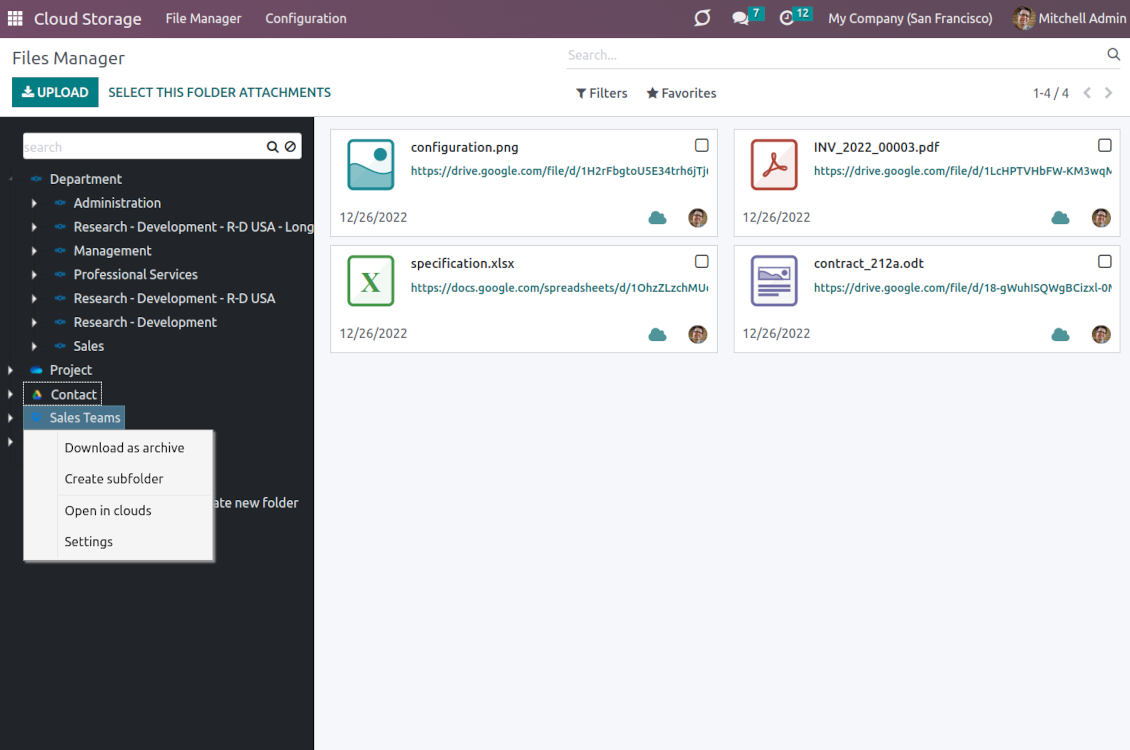 Cloud Storage File Manager Configuration 7 12 My Company (San Francisco) Mitchell Admin
Files Manager
Search...
UPLOAD SELECT THIS FOLDER ATTACHMENTS
Filters Favorites 1-4 / 4
search
Department
Administration
Research - Development - R-D USA - Long
Management
Professional Services
Research - Development - R-D USA
Research - Development
Sales
Project
Contact
Sales Teams
Download as archive
Create subfolder
Open in clouds
Settings
ate new folder
configuration.png
https://drive.google.com/file/d/1H2rFbgtoU5E34trh6jTj
12/26/2022
INV_2022_00003.pdf
https://drive.google.com/file/d/1LcHPTVHbFW-KM3wqM
12/26/2022
specification.xlsx
https://docs.google.com/spreadsheets/d/1OhzZLzchMU
12/26/2022
contract_212a.odt
https://drive.google.com/file/d/18-gWuhISQWgBCizxl-0
12/26/2022